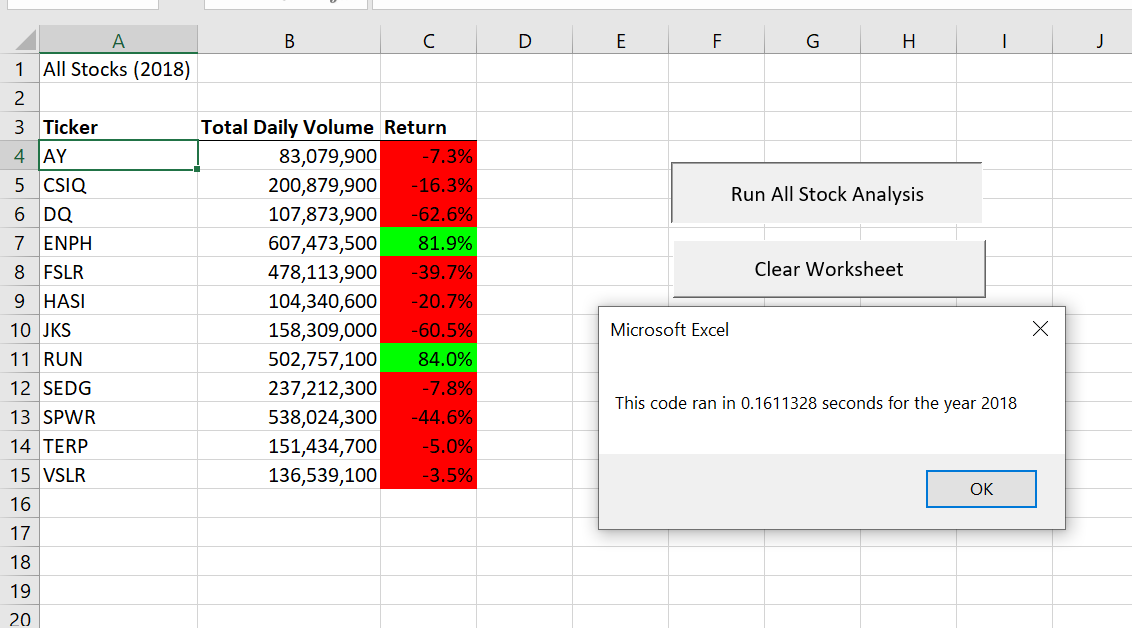 A B C D E F G H I J
1 All Stocks (2018)
2
3 Ticker Total Daily Volume Return
4 AY 83,079,900 -7.3%
5 CSIQ 200,879,900 -16.3%
6 DQ 107,873,900 -62.6%
Run All Stock Analysis
7 ENPH 607,473,500 81.9%
8 FSLR 478,113,900 -39.7%
Clear Worksheet
9 HASI 104,340,600 -20.7%
10 JKS 158,309,000 -60.5%
Microsoft Excel
11 RUN 502,757,100 84.0%
12 SEDG 237,212,300 -7.8%
13 SPWR 538,024,300 -44.6%
This code ran in 0.1611328 seconds for the year 2018
14 TERP 151,434,700 -5.0%
15 VSLR 136,539,100 -3.5%
OK
16
17
18
19
20